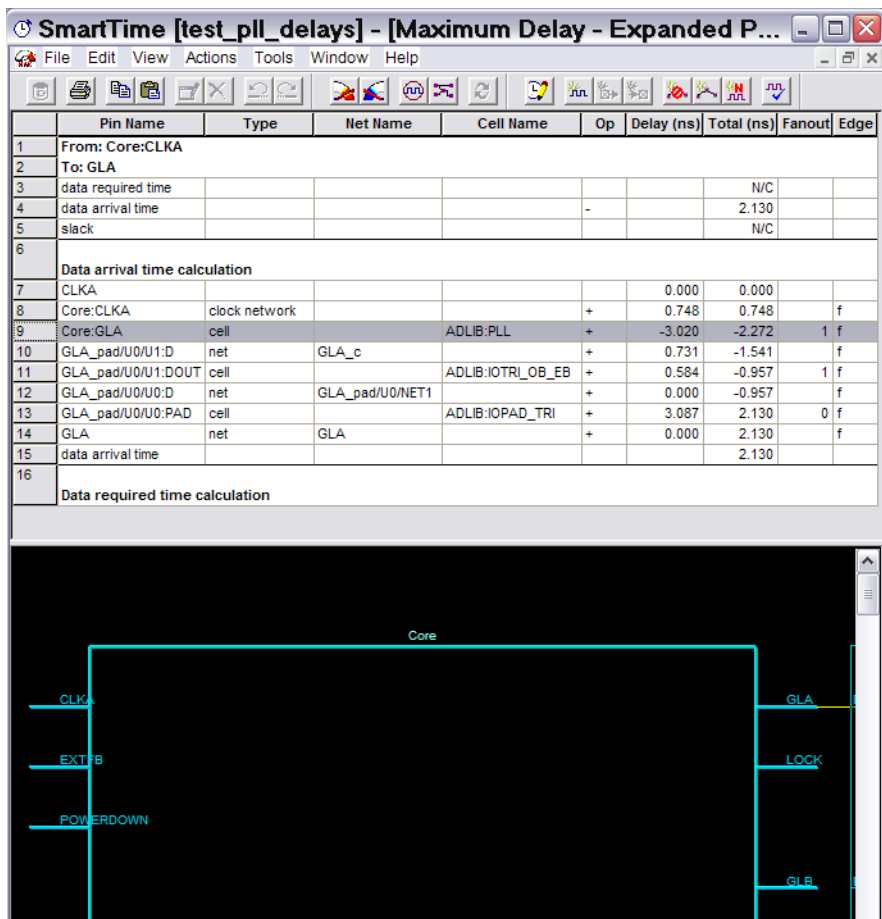 SmartTime [test_pll_delays] - [Maximum Delay - Expanded P...
File Edit View Actions Tools Window Help
Pin Name Type Net Name Cell Name Op Delay (ns) Total (ns) Fanout Edge
1 From: Core:CLKA
2 To: GLA
3 data required time N/C
4 data arrival time - 2.130
5 slack N/C
6 Data arrival time calculation
7 CLKA 0.000 0.000
8 Core:CLKA clock network + 0.748 0.748 f
9 Core:GLA cell ADLIB:PLL + -3.020 -2.272 1 f
10 GLA_pad/U0/U1:D net GLA_c + 0.731 -1.541 f
11 GLA_pad/U0/U1:DOUT cell ADLIB:IOTRI_OB_EB + 0.584 -0.957 1 f
12 GLA_pad/U0/U0:D net GLA_pad/U0/NET1 + 0.000 -0.957 f
13 GLA_pad/U0/U0:PAD cell ADLIB:IOPAD_TRI + 3.087 2.130 0 f
14 GLA net GLA + 0.000 2.130 f
15 data arrival time 2.130
16 Data required time calculation
Core
CLKA GLA
EXTFB LOCK
POWERDOWN
GLB